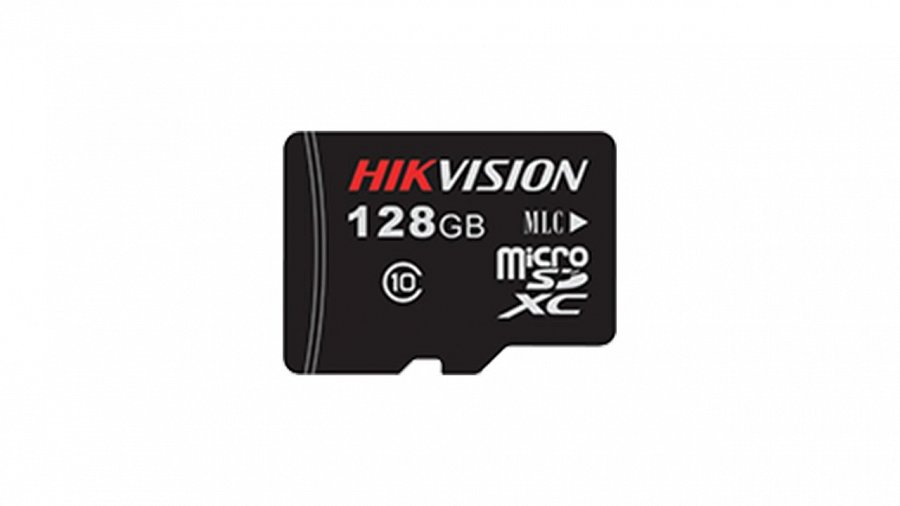 HIKVISION
128GB MLC
10
micro
SD
XC